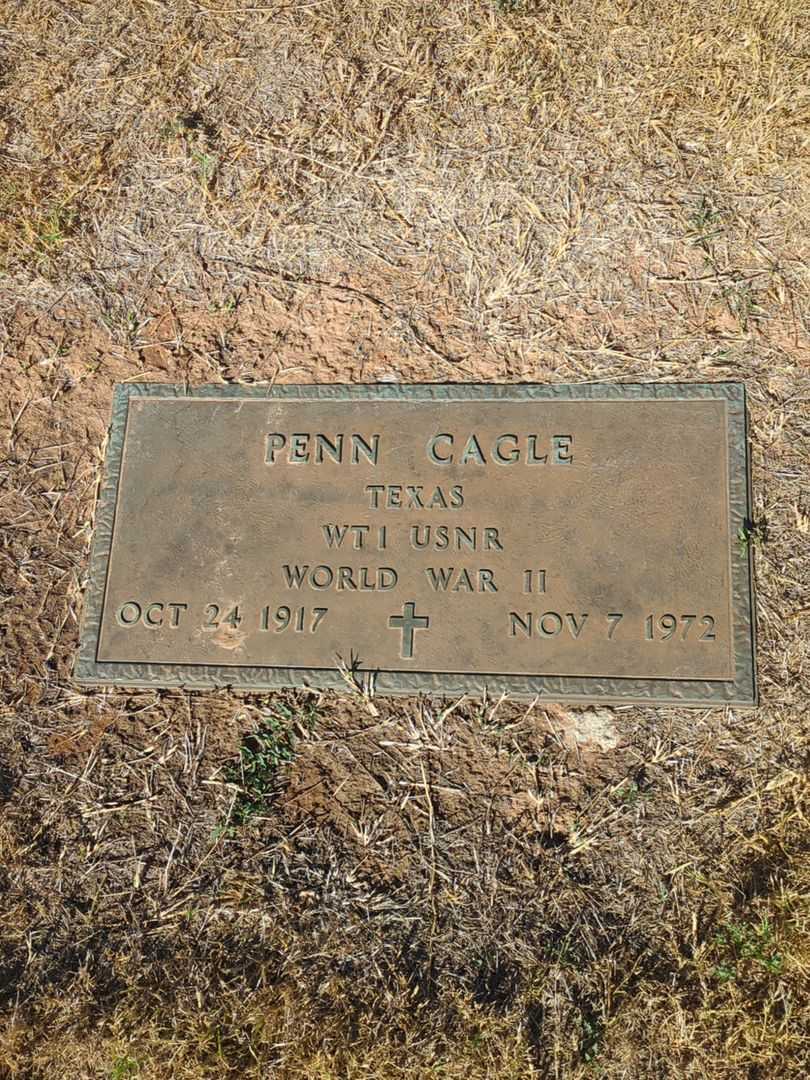 PENN CAGLE
TEXAS
WT1 USNR
WORLD WAR II
OCT 24 1917 NOV 7 1972